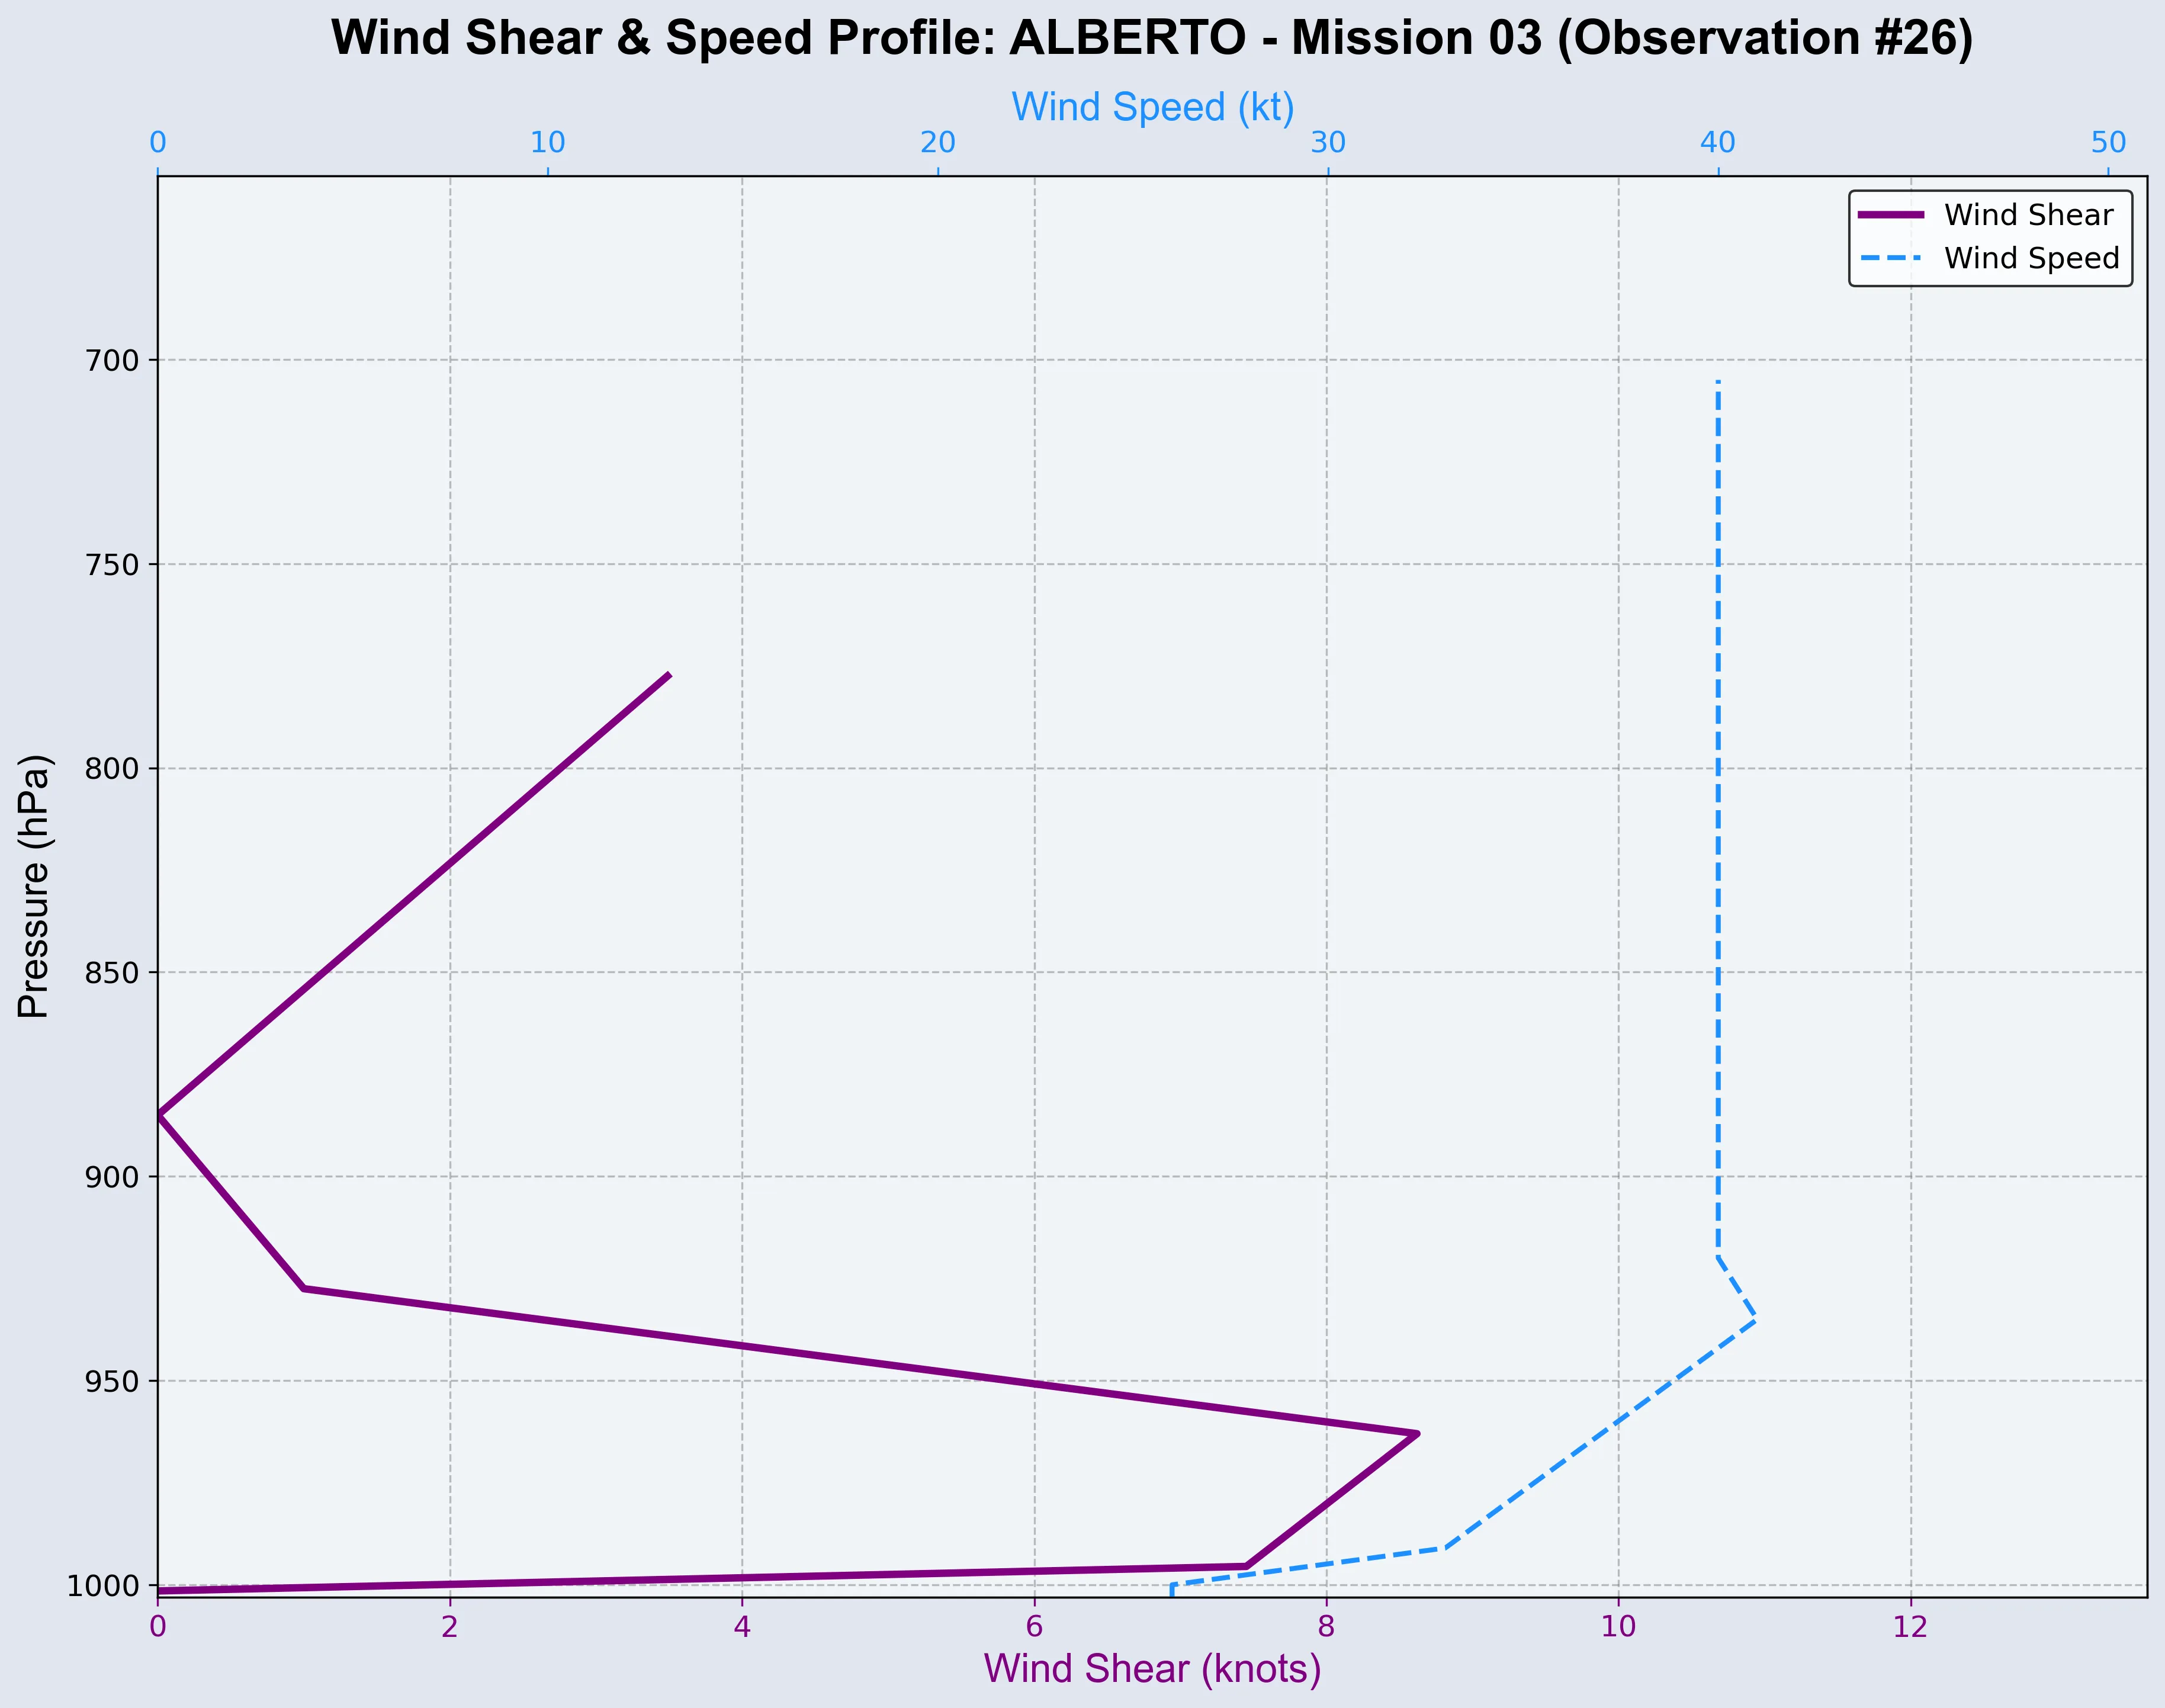 Wind Shear & Speed Profile: ALBERTO - Mission 03 (Observation #26)
Wind Speed (kt)
0 10 20 30 40 50
Wind Shear
Wind Speed
700
750
800
850
900
950
1000
Pressure (hPa)
0 2 4 6 8 10 12
Wind Shear (knots)